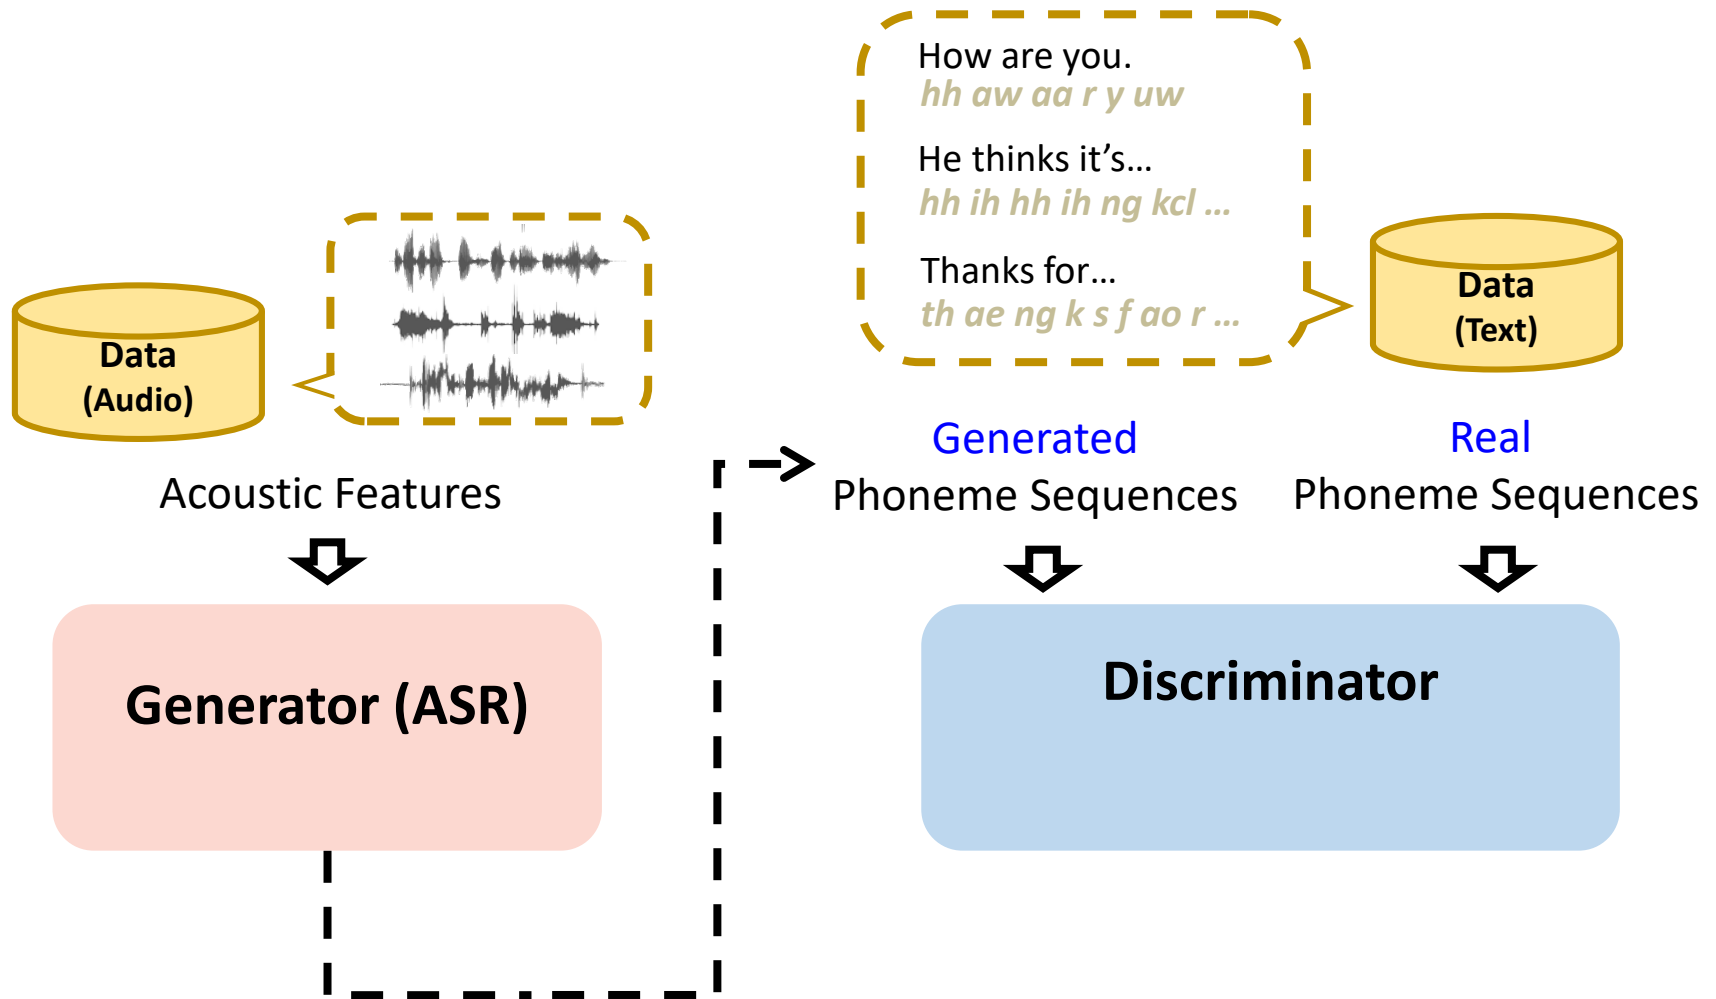 How are you.
hh aw aa r y uw
He thinks it's...
hh ih hh ih ng kcl ...
Thanks for...
th ae ng k s f ao r ...
Data
(Audio)
Data
(Text)
Acoustic Features
Generated
Phoneme Sequences
Real
Phoneme Sequences
Generator (ASR)
Discriminator